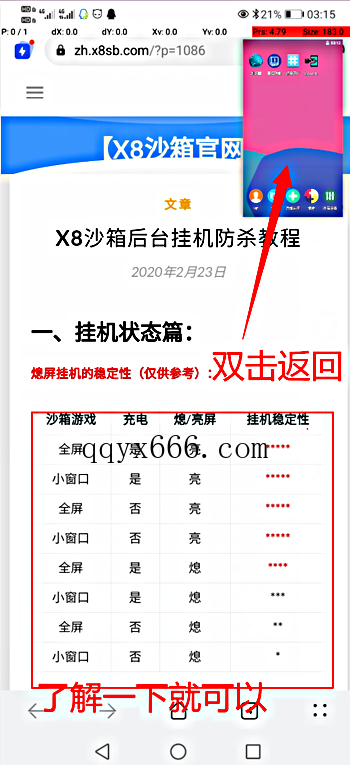 HD HD 4G 4G 21% 03:15
P: 0 / 1 dX: 0.0 dY: 0.0 Xv: 0.0 Yv: 0.0 Prs: 4.79 Size: 183.0
zh.x8sb.com/?p=1086
【X8沙箱官网
文章
X8沙箱后台挂机防杀教程
2020年2月23日
一、挂机状态篇：
熄屏挂机的稳定性（仅供参考）:
双击返回
沙箱游戏 充电 熄/亮屏 挂机稳定性
全屏 是 亮 *****
qqyx666.com
小窗口 是 亮 *****
全屏 否 亮 *****
小窗口 否 亮 *****
全屏 是 熄 ****
小窗口 是 熄 ***
全屏 否 熄 **
小窗口 否 熄 *
了解一下就可以